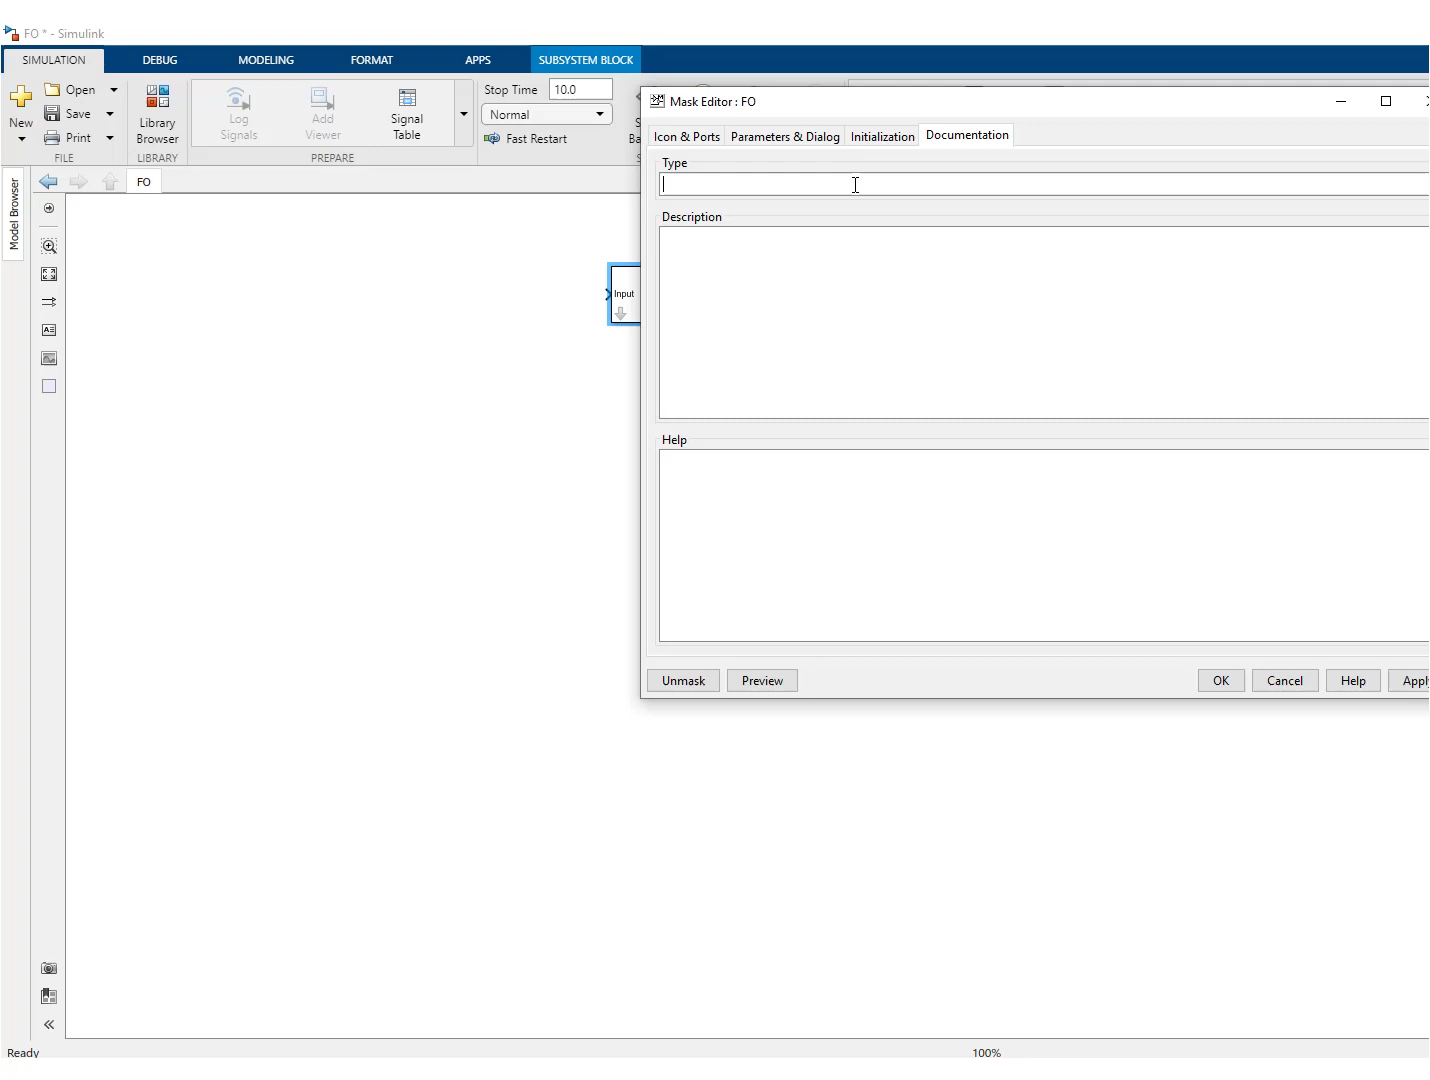 FO * - Simulink
SIMULATION DEBUG MODELING FORMAT APPS SUBSYSTEM BLOCK
New
Open
Save
Print
FILE
Library
Browser
LIBRARY
Log
Signals
Add
Viewer
Signal
Table
PREPARE
Stop Time 10.0
Normal
Fast Restart
Mask Editor : FO
Icon & Ports Parameters & Dialog Initialization Documentation
Type
Description
Help
Unmask Preview OK Cancel Help Apply
Model Browser
FO
Input
Ready 100%